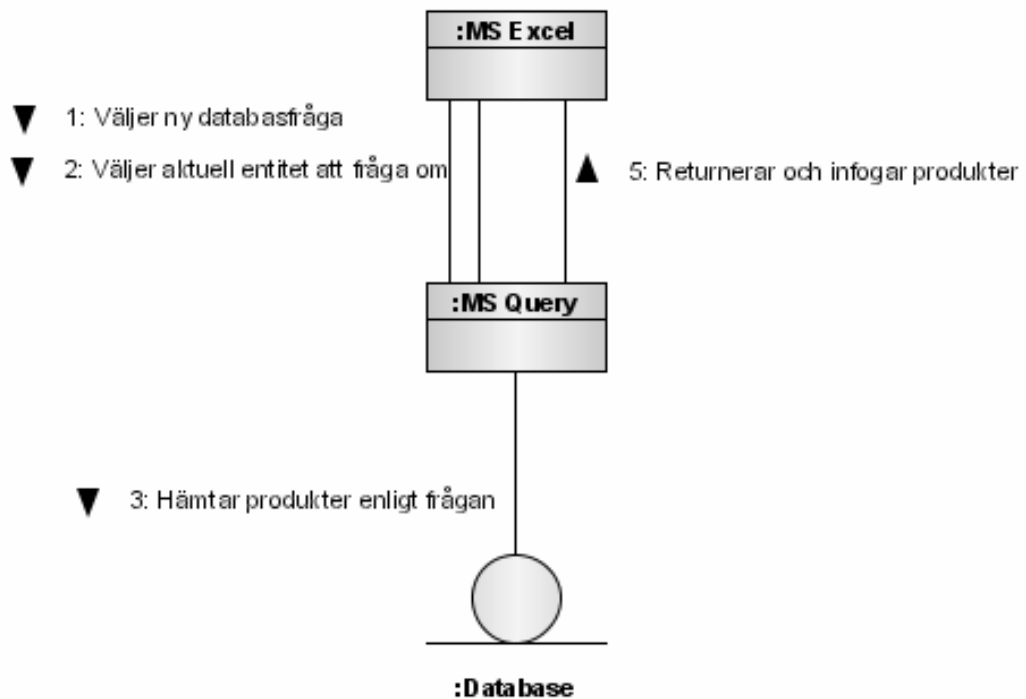 :MS Excel
1: Väljer ny databasfråga
2: Väljer aktuell entitet att fråga om
5: Returnerar och infogar produkter
:MS Query
3: Hämtar produkter enligt frågan
:Database